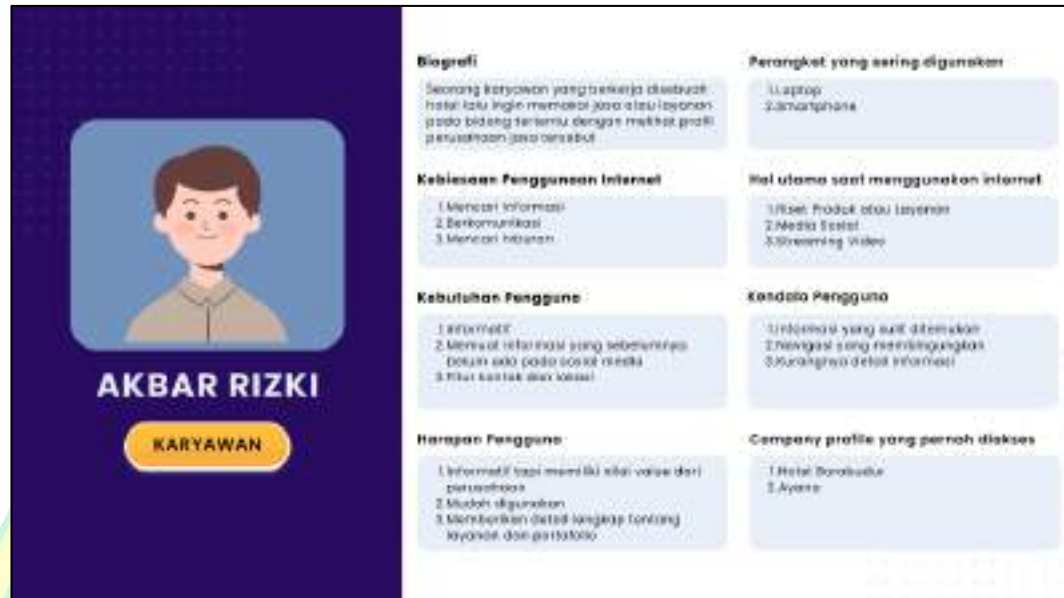 AKBAR RIZKI
KARYAWAN
Biografi
Seorang karyawan yang bekerja disebuah
hotel lalu ingin memakai jasa atau layanan
pada bidang tertentu dengan melihat profil
perusahaan jasa tersebut
Perangkat yang sering digunakan
1.Laptop
2.Smartphone
Kebiasaan Penggunaan Internet
1.Mencari Informasi
2.Berkomunikasi
3.Mencari hiburan
Hal utama saat menggunakan internet
1.Riset Produk atau Layanan
2.Media Sosial
3.Streaming Video
Kebutuhan Pengguna
1.Informatif
2.Memuat informasi yang sebelumnya
belum ada pada sosial media
3.Fitur kontak dan lokasi
Kendala Pengguna
1.Informasi yang sulit ditemukan
2.Navigasi yang membingungkan
3.Kurangnya detail informasi
Harapan Pengguna
1.Informatif tapi memiliki nilai value dari
perusahaan
2.Mudah digunakan
3.Memberikan detail lengkap tentang
layanan dan portofolio
Company profile yang pernah diakses
1.Hotel Borobudur
2.Ayana